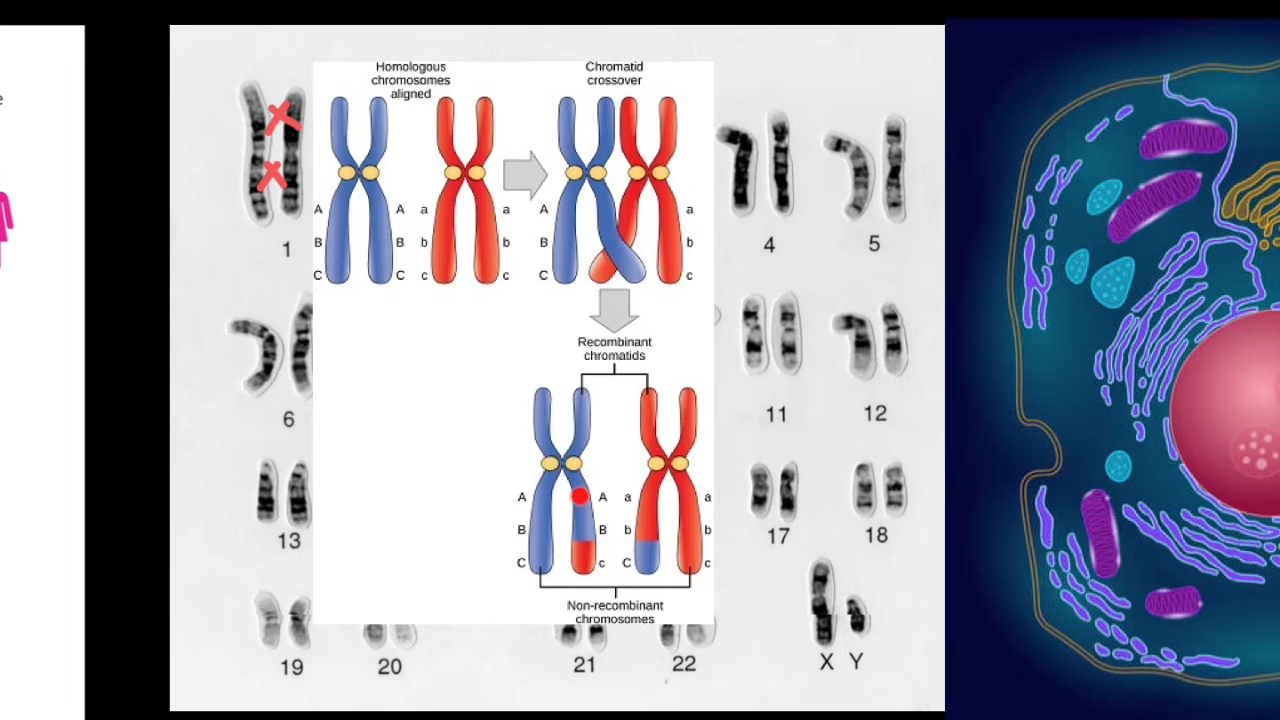 e
Homologous
chromosomes
aligned
Chromatid
crossover
A A a a A a
B B b b B b
C C c c C c
1
4
5
Recombinant
chromatids
6
11
12
A A a a
B B b b
C c C c
13
17
18
Non-recombinant
chromosomes
19
20
21
22
X Y